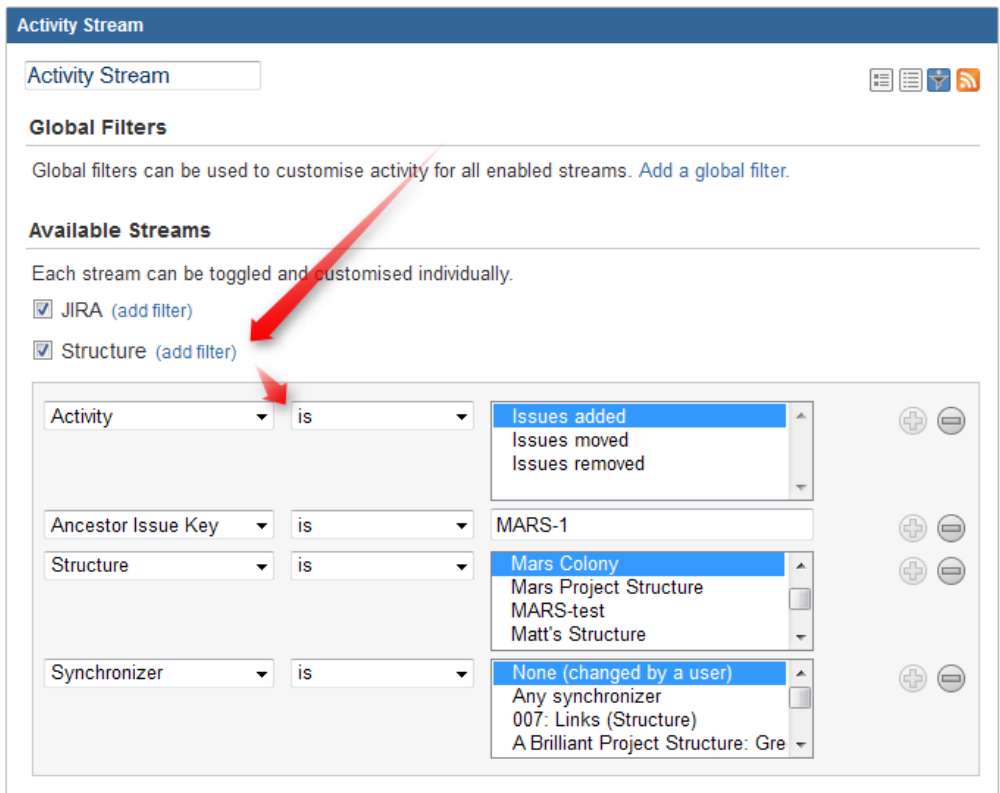 Activity Stream
Activity Stream
Global Filters
Global filters can be used to customise activity for all enabled streams. Add a global filter.
Available Streams
Each stream can be toggled and customised individually.
JIRA (add filter)
Structure (add filter)
Activity is Issues added
Issues moved
Issues removed
Ancestor Issue Key is MARS-1
Structure is Mars Colony
Mars Project Structure
MARS-test
Matt's Structure
Synchronizer is None (changed by a user)
Any synchronizer
007: Links (Structure)
A Brilliant Project Structure: Gre